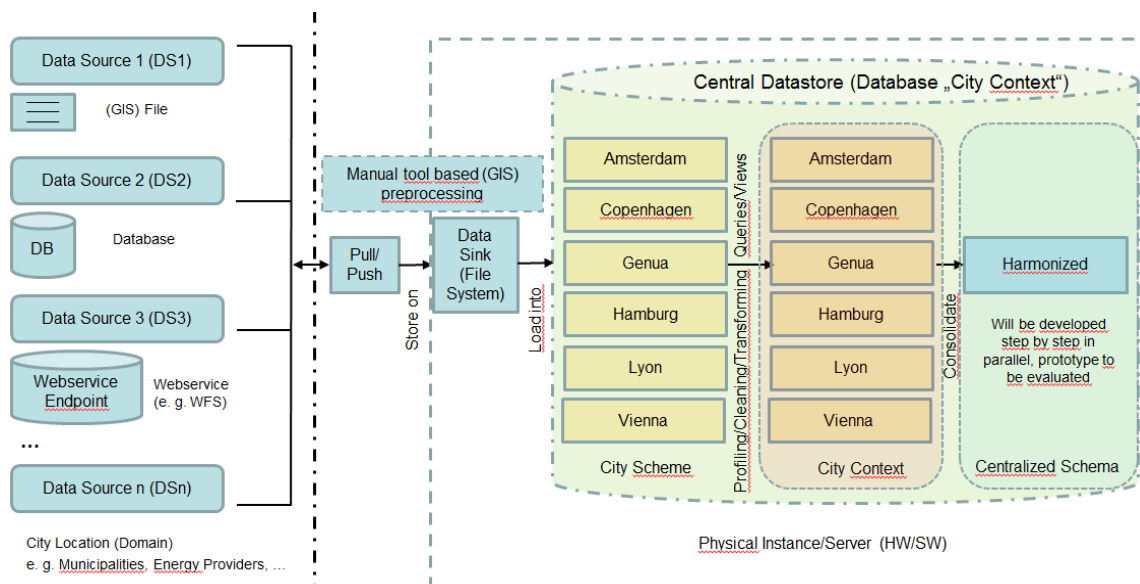 Data Source 1 (DS1)
(GIS) File
Data Source 2 (DS2)
DB
Database
Data Source 3 (DS3)
Webservice
Endpoint
Webservice
(e. g. WFS)
...
Data Source n (DSn)
City Location (Domain)
e. g. Municipalities, Energy Providers, ...
Manual tool based (GIS)
preprocessing
Pull/
Push
Store on
Data
Sink
(File
System)
Load into
Central Datastore (Database „City Context“)
Amsterdam
Copenhagen
Genua
Hamburg
Lyon
Vienna
City Scheme
Profiling/Cleaning/Transforming Queries/Views
Amsterdam
Copenhagen
Genua
Hamburg
Lyon
Vienna
City Context
Consolidate
Harmonized
Will be developed
step by step in
parallel, prototype to
be evaluated
Centralized Schema
Physical Instance/Server (HW/SW)